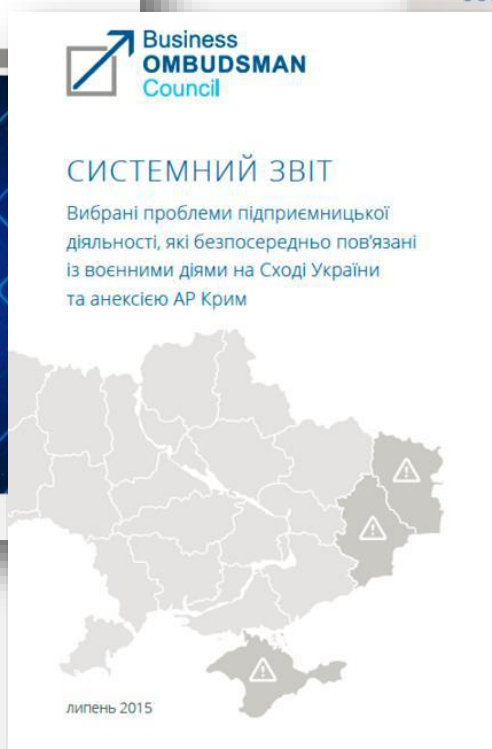 Business
OMBUDSMAN
Council
СИСТЕМНИЙ ЗВІТ
Вибрані проблеми підприємницької
діяльності, які безпосередньо пов'язані
із воєнними діями на Сході України
та анексією АР Крим
липень 2015